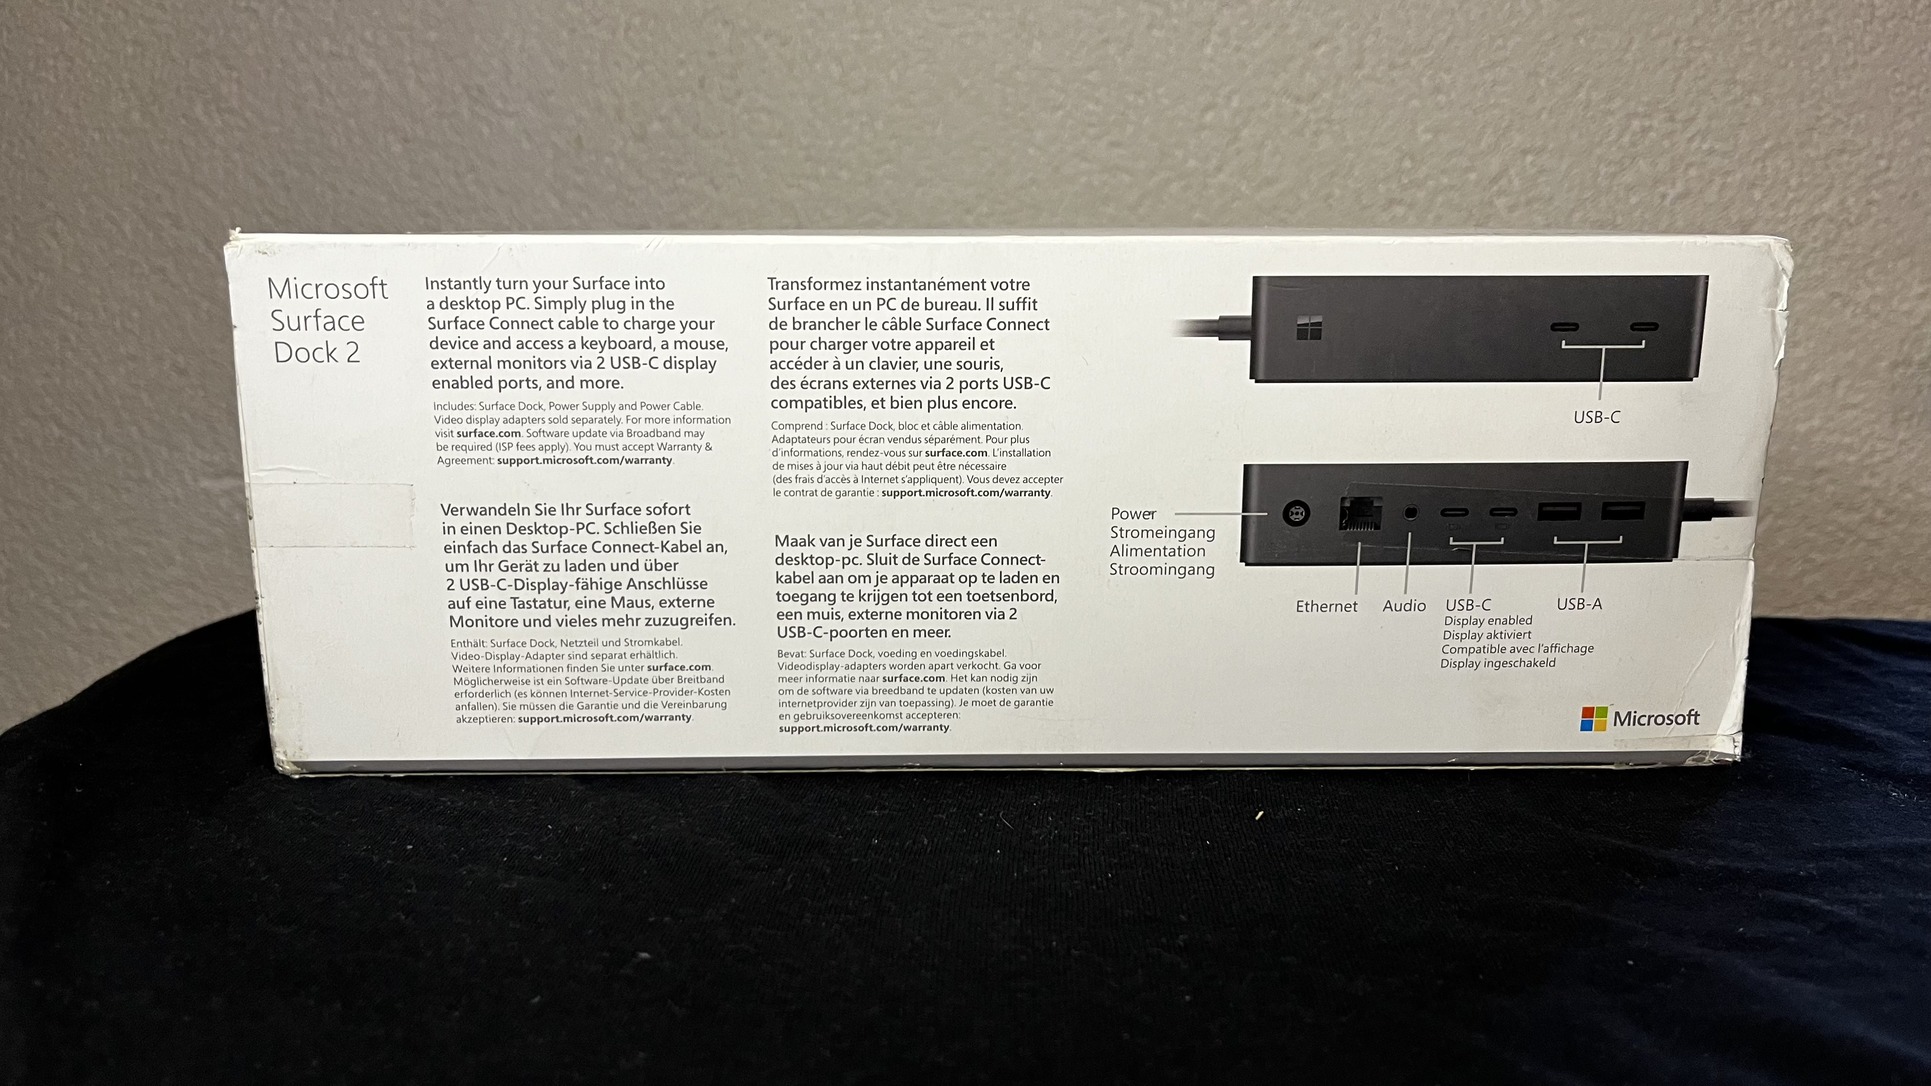 Microsoft
Surface
Dock 2
Instantly turn your Surface into
a desktop PC. Simply plug in the
Surface Connect cable to charge your
device and access a keyboard, a mouse,
external monitors via 2 USB-C display
enabled ports, and more.
Includes: Surface Dock, Power Supply and Power Cable.
Video display adapters sold separately. For more information
visit surface.com. Software update via Broadband may
be required (ISP fees apply). You must accept Warranty &
Agreement: support.microsoft.com/warranty.
Verwandeln Sie Ihr Surface sofort
in einen Desktop-PC. Schließen Sie
einfach das Surface Connect-Kabel an,
um Ihr Gerät zu laden und über
2 USB-C-Display-fähige Anschlüsse
auf eine Tastatur, eine Maus, externe
Monitore und vieles mehr zuzugreifen.
Enthält: Surface Dock, Netzteil und Stromkabel.
Video-Display-Adapter sind separat erhältlich.
Weitere Informationen finden Sie unter surface.com.
Möglicherweise ist ein Software-Update über Breitband
erforderlich (es können Internet-Service-Provider-Kosten
anfallen). Sie müssen die Garantie und die Vereinbarung
akzeptieren: support.microsoft.com/warranty.
Transformez instantanément votre
Surface en un PC de bureau. Il suffit
de brancher le câble Surface Connect
pour charger votre appareil et
accéder à un clavier, une souris,
des écrans externes via 2 ports USB-C
compatibles, et bien plus encore.
Comprend : Surface Dock, bloc et câble alimentation.
Adaptateurs pour écran vendus séparément. Pour plus
d'informations, rendez-vous sur surface.com. L'installation
de mises à jour via haut débit peut être nécessaire
(des frais d'accès à Internet s'appliquent). Vous devez accepter
le contrat de garantie : support.microsoft.com/warranty.
Maak van je Surface direct een
desktop-pc. Sluit de Surface Connect-
kabel aan om je apparaat op te laden en
toegang te krijgen tot een toetsenbord,
een muis, externe monitoren via 2
USB-C-poorten en meer.
Bevat: Surface Dock, voeding en voedingskabel.
Videodisplay-adapters worden apart verkocht. Ga voor
meer informatie naar surface.com. Het kan nodig zijn
om de software via breedband te updaten (kosten van uw
internetprovider zijn van toepassing). Je moet de garantie
en gebruiksovereenkomst accepteren:
support.microsoft.com/warranty.
USB-C
Power
Stromeingang
Alimentation
Stroomingang
Ethernet
Audio
USB-C
Display enabled
Display aktiviert
Compatible avec l'affichage
Display ingeschakeld
USB-A
Microsoft